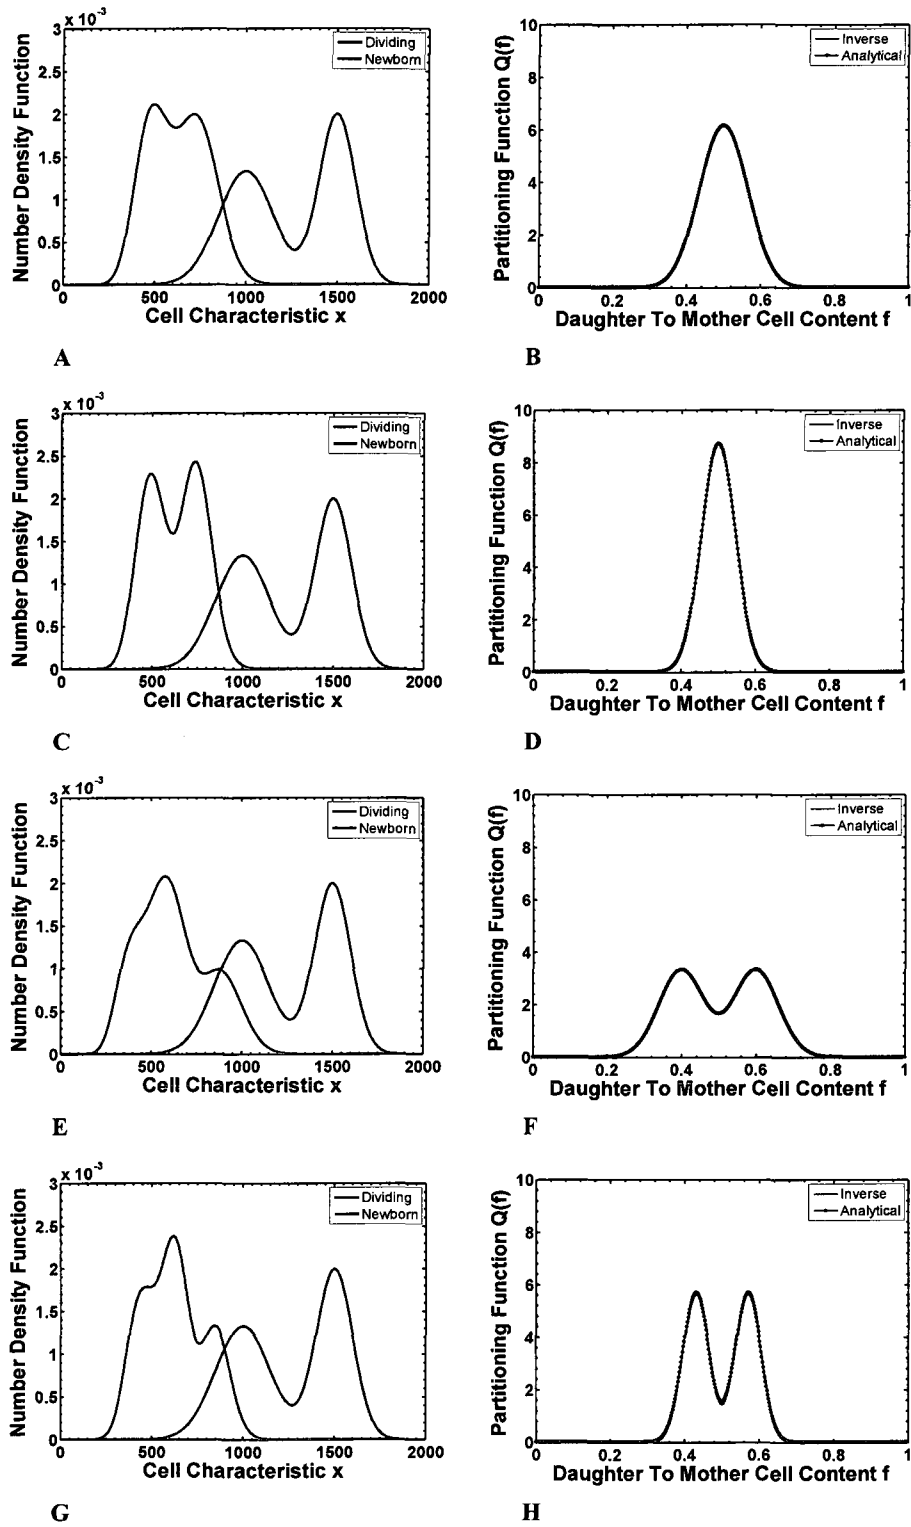 x 10⁻³
3
2.5
2
1.5
1
0.5
0
0 500 1000 1500 2000
Number Density Function
Cell Characteristic x
Dividing
Newborn
A
10
8
6
4
2
0
0 0.2 0.4 0.6 0.8 1
Partitioning Function Q(f)
Daughter To Mother Cell Content f
Inverse
Analytical
B
x 10⁻³
3
2.5
2
1.5
1
0.5
0
0 500 1000 1500 2000
Number Density Function
Cell Characteristic x
Dividing
Newborn
C
10
8
6
4
2
0
0 0.2 0.4 0.6 0.8 1
Partitioning Function Q(f)
Daughter To Mother Cell Content f
Inverse
Analytical
D
x 10⁻³
3
2.5
2
1.5
1
0.5
0
0 500 1000 1500 2000
Number Density Function
Cell Characteristic x
Dividing
Newborn
E
10
8
6
4
2
0
0 0.2 0.4 0.6 0.8 1
Partitioning Function Q(f)
Daughter To Mother Cell Content f
Inverse
Analytical
F
x 10⁻³
3
2.5
2
1.5
1
0.5
0
0 500 1000 1500 2000
Number Density Function
Cell Characteristic x
Dividing
Newborn
G
10
8
6
4
2
0
0 0.2 0.4 0.6 0.8 1
Partitioning Function Q(f)
Daughter To Mother Cell Content f
Inverse
Analytical
H